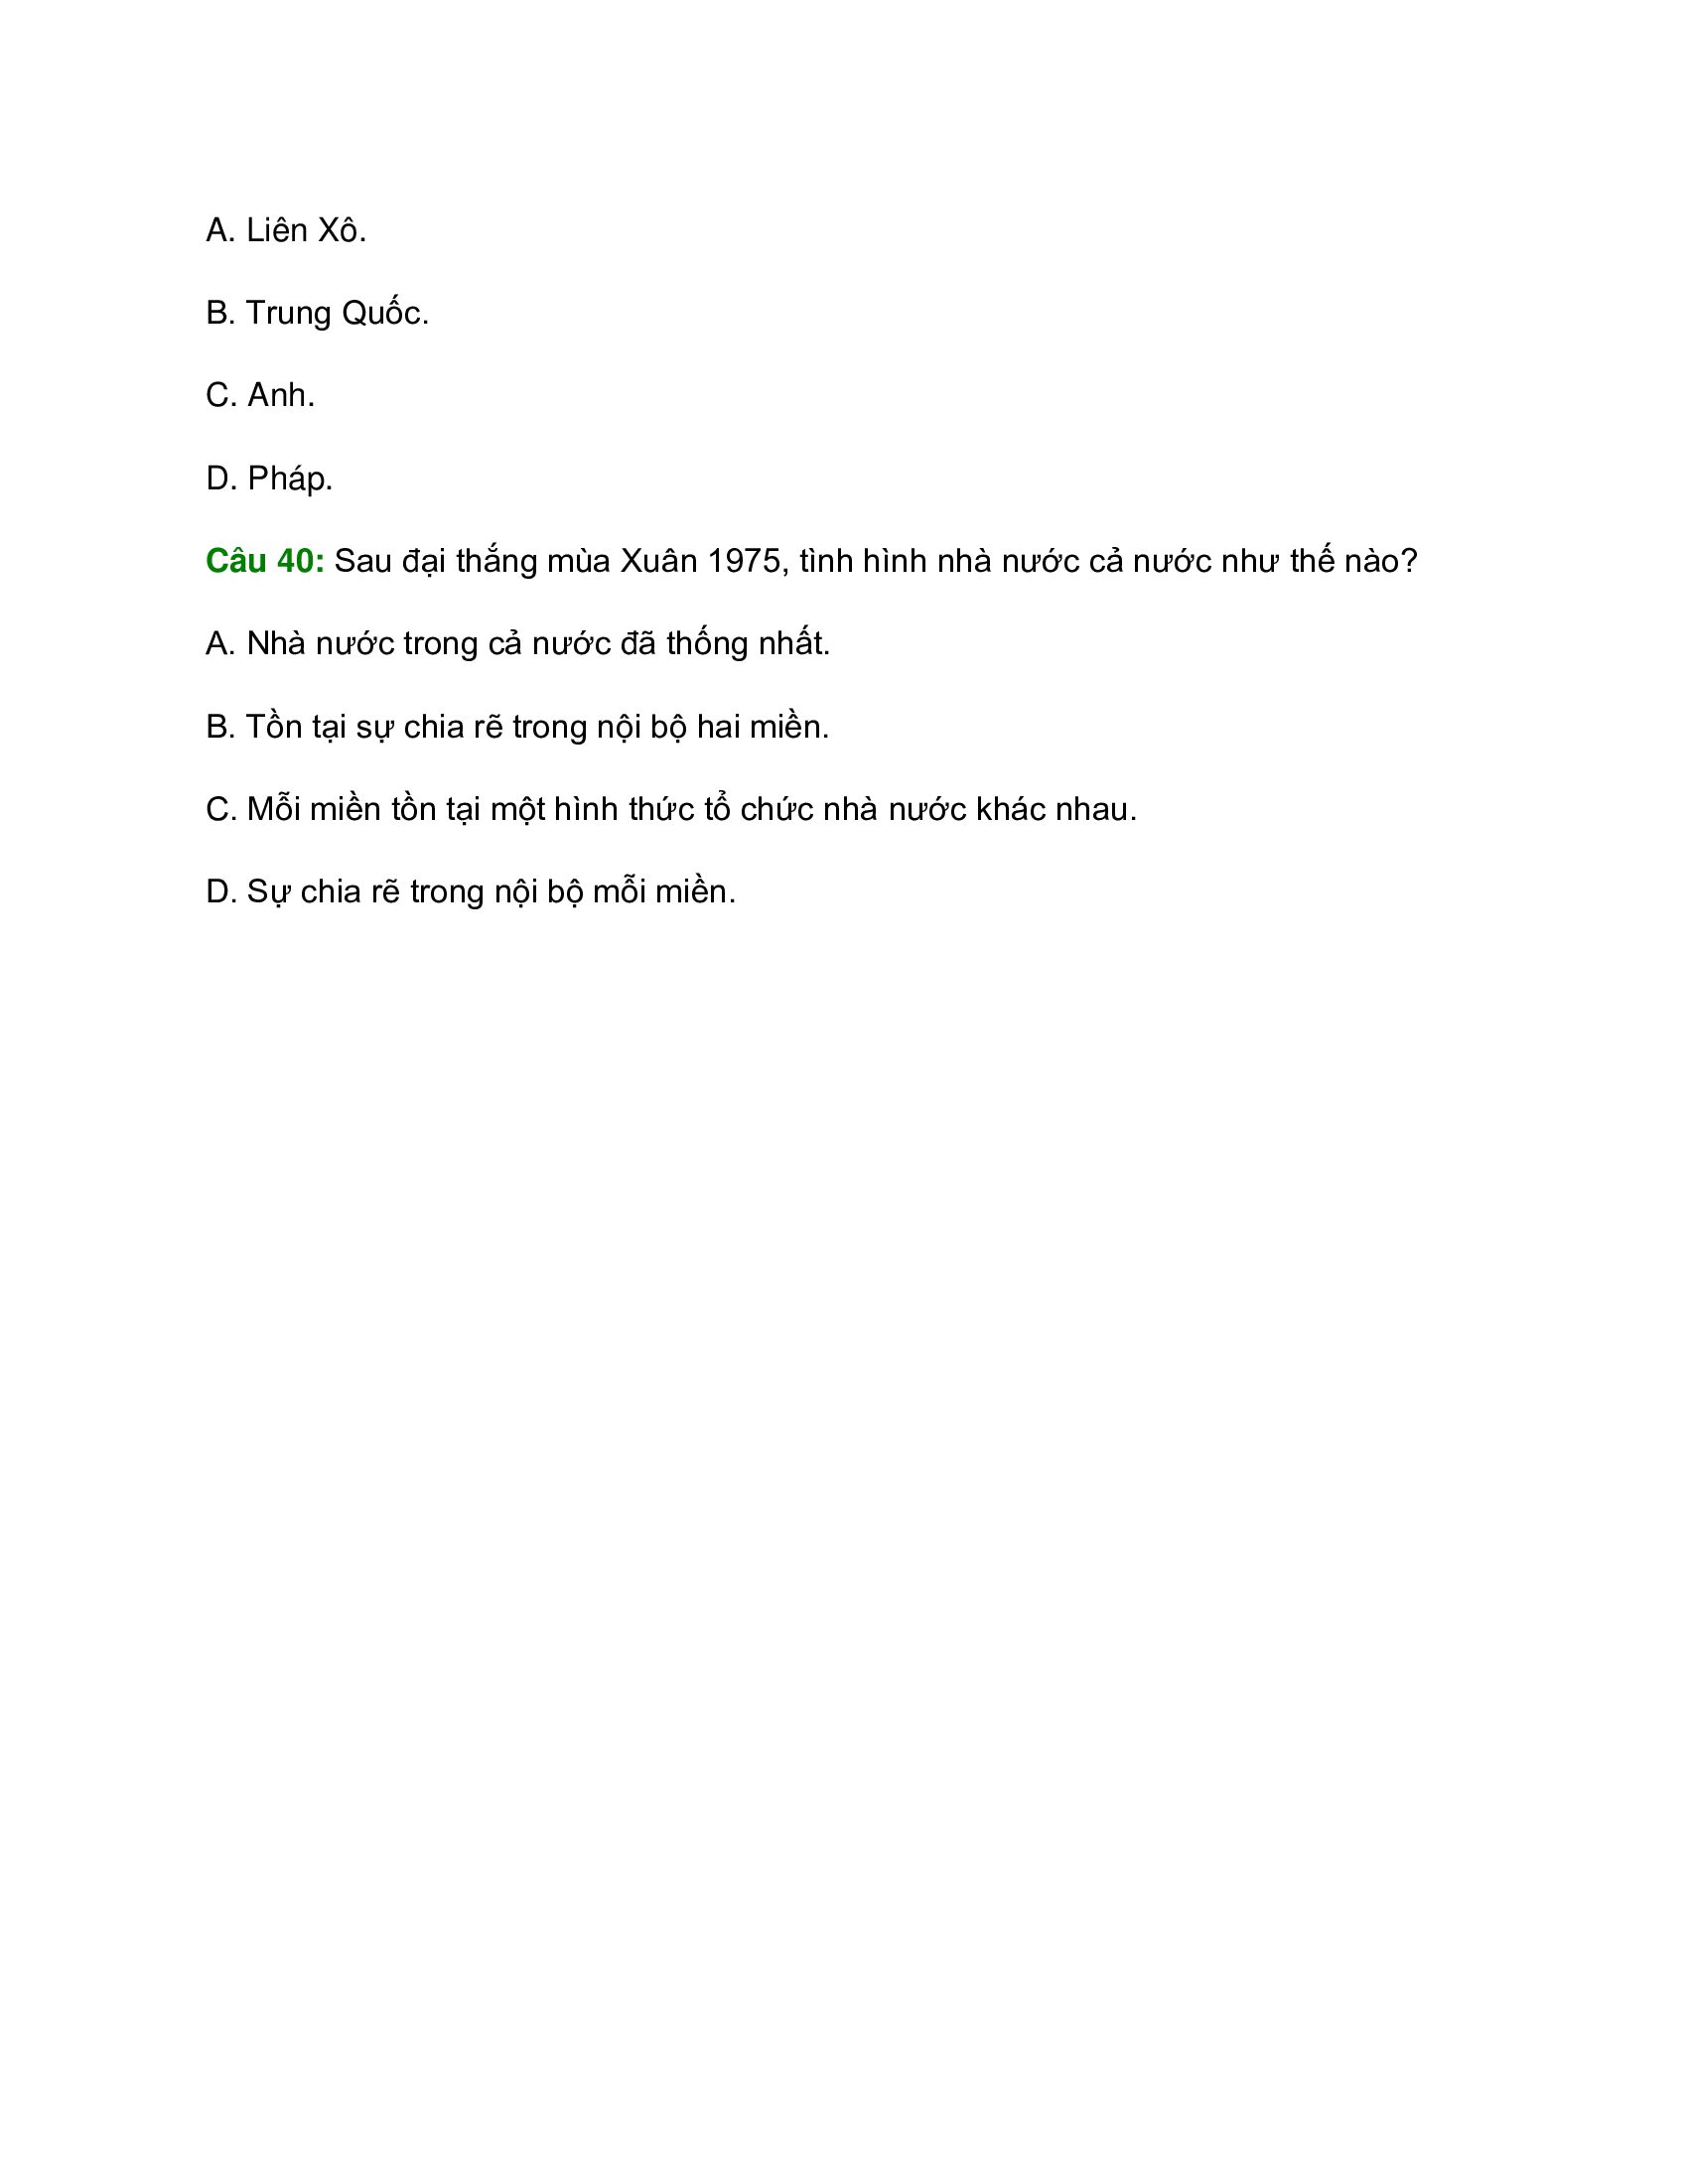 A. Liên Xô.
B. Trung Quốc.
C. Anh.
D. Pháp.
Câu 40: Sau đại thắng mùa Xuân 1975, tình hình nhà nước cả nước như thế nào?
A. Nhà nước trong cả nước đã thống nhất.
B. Tồn tại sự chia rẽ trong nội bộ hai miền.
C. Mỗi miền tồn tại một hình thức tổ chức nhà nước khác nhau.
D. Sự chia rẽ trong nội bộ mỗi miền.